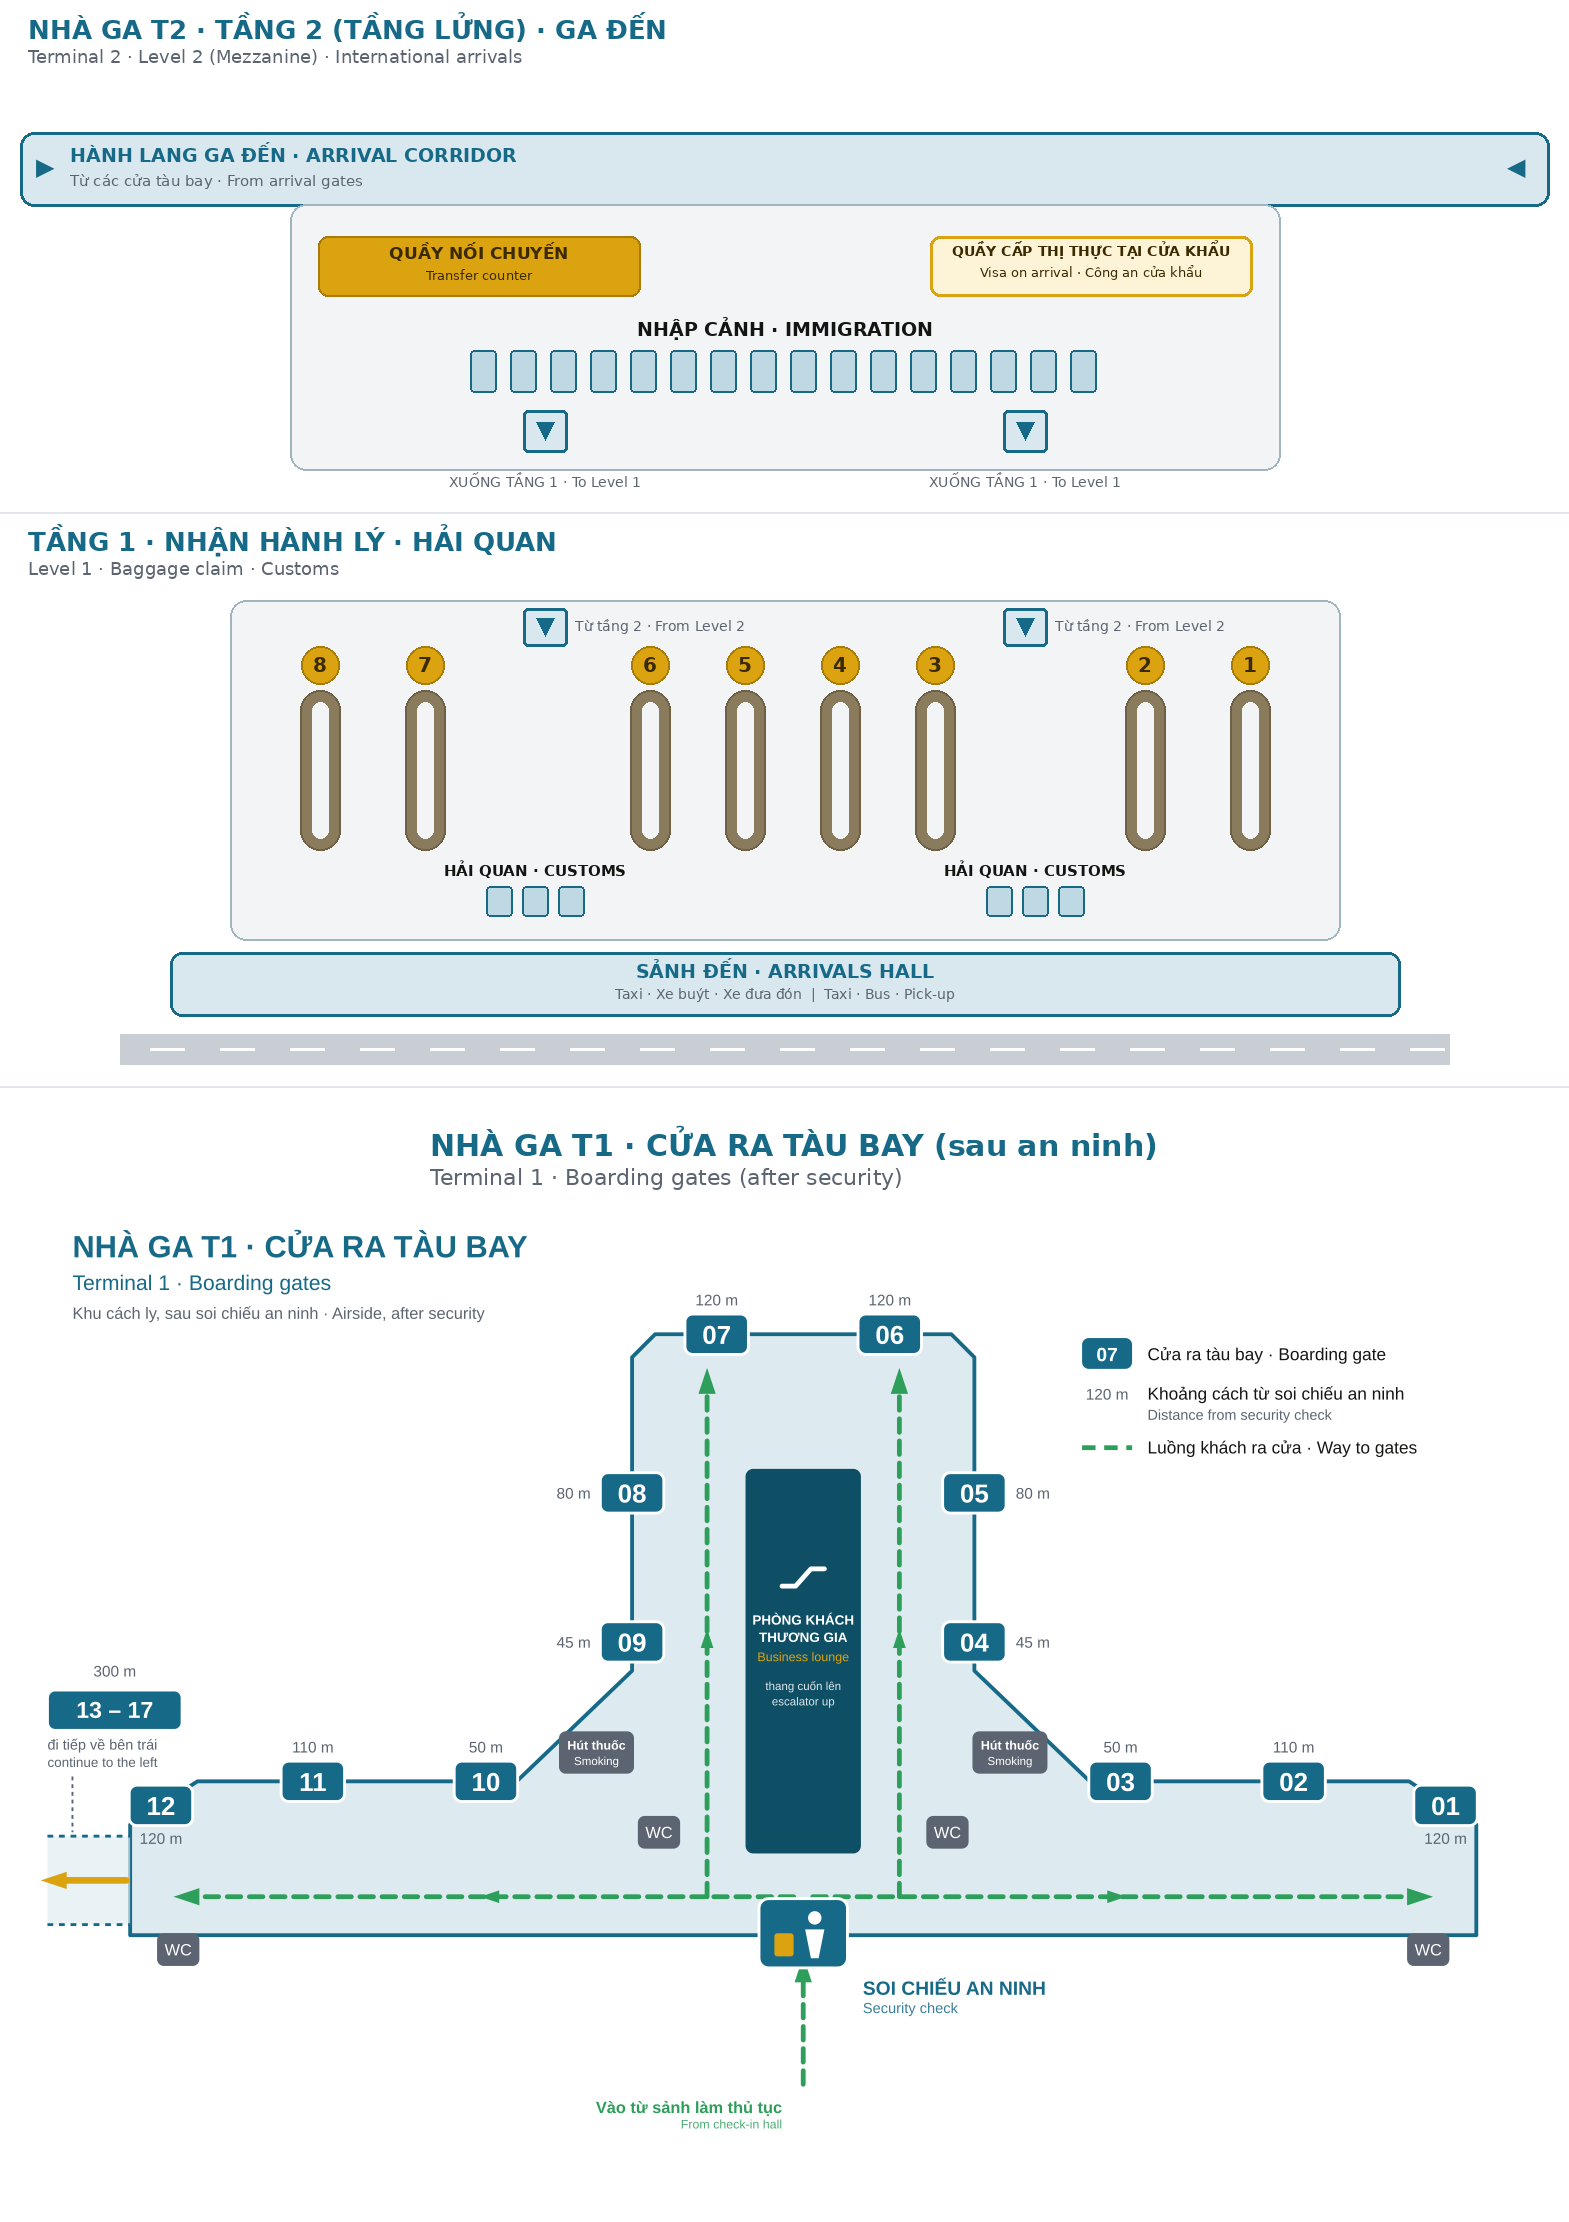 NHÀ GA T2 · TẦNG 2 (TẦNG LỬNG) · GA ĐẾN
Terminal 2 · Level 2 (Mezzanine) · International arrivals
HÀNH LANG GA ĐẾN · ARRIVAL CORRIDOR
Từ các cửa tàu bay · From arrival gates
QUẦY NỐI CHUYẾN
Transfer counter
QUẦY CẤP THỊ THỰC TẠI CỬA KHẨU
Visa on arrival · Công an cửa khẩu
NHẬP CẢNH · IMMIGRATION
XUỐNG TẦNG 1 · To Level 1
XUỐNG TẦNG 1 · To Level 1
TẦNG 1 · NHẬN HÀNH LÝ · HẢI QUAN
Level 1 · Baggage claim · Customs
Từ tầng 2 · From Level 2
Từ tầng 2 · From Level 2
8
7
6
5
4
3
2
1
HẢI QUAN · CUSTOMS
HẢI QUAN · CUSTOMS
SẢNH ĐẾN · ARRIVALS HALL
Taxi · Xe buýt · Xe đưa đón | Taxi · Bus · Pick-up
NHÀ GA T1 · CỬA RA TÀU BAY (sau an ninh)
Terminal 1 · Boarding gates (after security)
NHÀ GA T1 · CỬA RA TÀU BAY
Terminal 1 · Boarding gates
Khu cách ly, sau soi chiếu an ninh · Airside, after security
120 m
07
120 m
06
07
Cửa ra tàu bay · Boarding gate
120 m
Khoảng cách từ soi chiếu an ninh
Distance from security check
Luồng khách ra cửa · Way to gates
80 m
08
05
80 m
45 m
09
04
45 m
PHÒNG KHÁCH
THƯƠNG GIA
Business lounge
thang cuốn lên
escalator up
300 m
13 – 17
đi tiếp về bên trái
continue to the left
110 m
11
50 m
10
Hút thuốc
Smoking
Hút thuốc
Smoking
50 m
03
110 m
02
12
120 m
01
120 m
WC
WC
WC
WC
SOI CHIẾU AN NINH
Security check
Vào từ sảnh làm thủ tục
From check-in hall